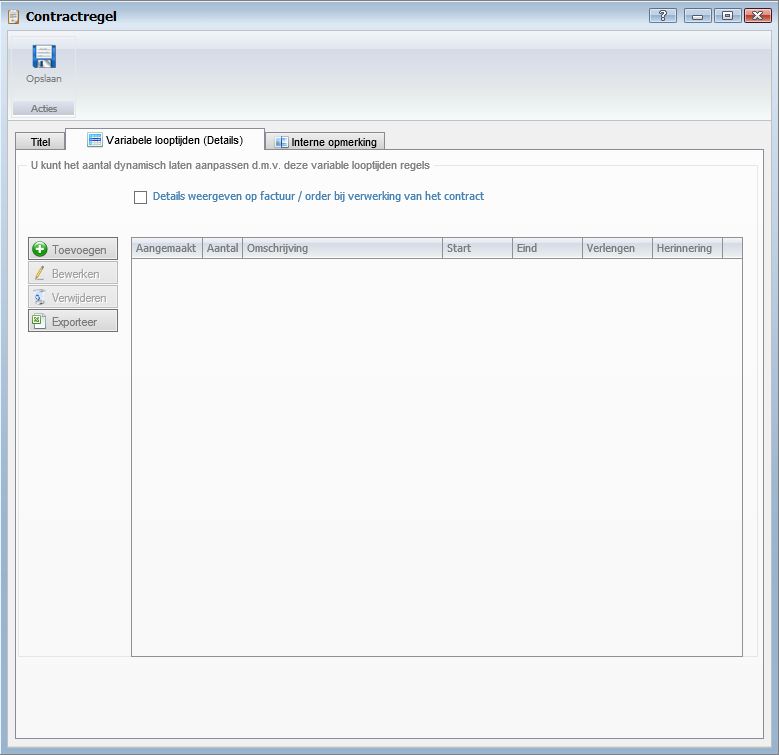 Contractregel
Opslaan
Acties
Titel
Variabele looptijden (Details)
Interne opmerking
U kunt het aantal dynamisch laten aanpassen d.m.v. deze variable looptijden regels
Details weergeven op factuur / order bij verwerking van het contract
Toevoegen
Bewerken
Verwijderen
Exporteer
Aangemaakt Aantal Omschrijving Start Eind Verlengen Herinnering